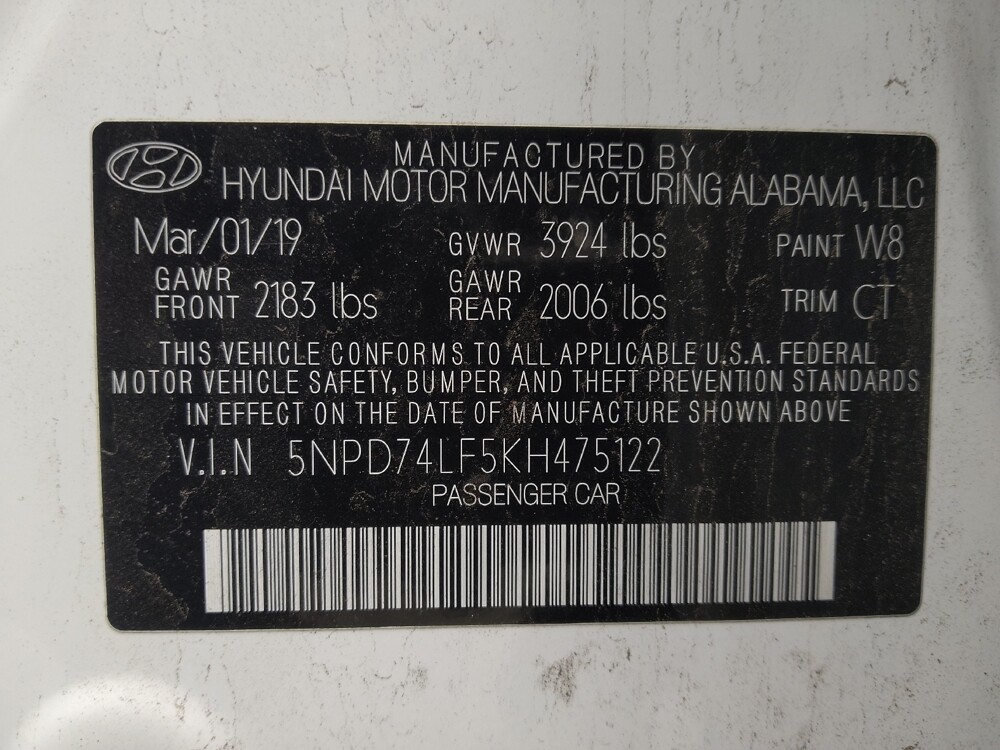 MANUFACTURED BY
HYUNDAI MOTOR MANUFACTURING ALABAMA, LLC
Mar/01/19 GVWR 3924 lbs PAINT W8
GAWR FRONT 2183 lbs GAWR REAR 2006 lbs TRIM CT
THIS VEHICLE CONFORMS TO ALL APPLICABLE U.S.A. FEDERAL
MOTOR VEHICLE SAFETY, BUMPER, AND THEFT PREVENTION STANDARDS
IN EFFECT ON THE DATE OF MANUFACTURE SHOWN ABOVE
V.I.N 5NPD74LF5KH475122
PASSENGER CAR